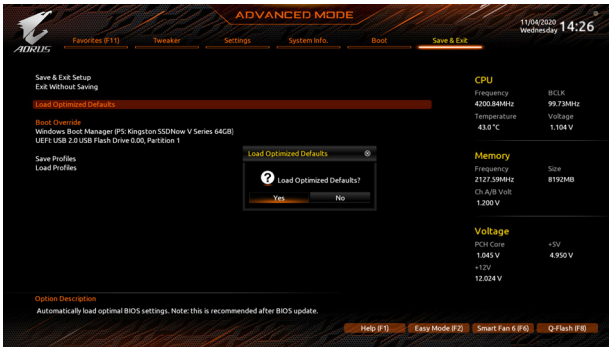 ADVANCED MODE
11/04/2020
Wednesday 14:26
AORUS
Favorites (F11) Tweaker Settings System Info. Boot Save & Exit
Save & Exit Setup
Exit Without Saving
Load Optimized Defaults
Boot Override
Windows Boot Manager (P5: Kingston SSDNow V Series 64GB)
UEFI: USB 2.0 USB Flash Drive 0.00, Partition 1
Save Profiles
Load Profiles
Load Optimized Defaults
Load Optimized Defaults?
Yes No
CPU
Frequency BCLK
4200.84MHz 99.73MHz
Temperature Voltage
43.0°C 1.104 V
Memory
Frequency Size
2127.59MHz 8192MB
Ch A/B Volt
1.200 V
Voltage
PCH Core +5V
1.045 V 4.950 V
+12V
12.024 V
Option Description
Automatically load optimal BIOS settings. Note: this is recommended after BIOS update.
Help (F1) Easy Mode (F2) Smart Fan 6 (F6) Q-Flash (F8)